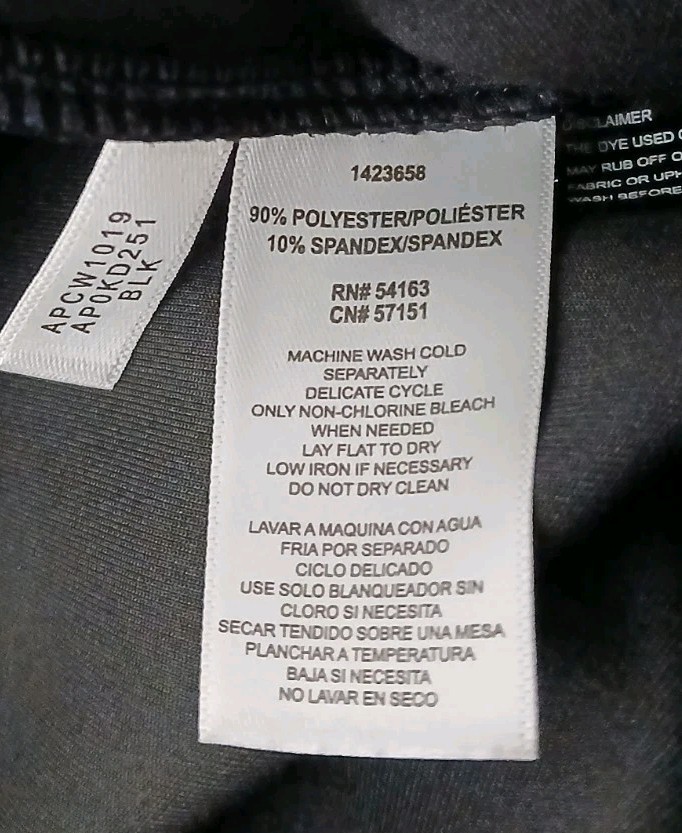 APCW1019
AP0KD251
BLK
1423658
90% POLYESTER/POLIÉSTER
10% SPANDEX/SPANDEX
RN# 54163
CN# 57151
MACHINE WASH COLD
SEPARATELY
DELICATE CYCLE
ONLY NON-CHLORINE BLEACH
WHEN NEEDED
LAY FLAT TO DRY
LOW IRON IF NECESSARY
DO NOT DRY CLEAN
LAVAR A MAQUINA CON AGUA
FRIA POR SEPARADO
CICLO DELICADO
USE SOLO BLANQUEADOR SIN
CLORO SI NECESITA
SECAR TENDIDO SOBRE UNA MESA
PLANCHAR A TEMPERATURA
BAJA SI NECESITA
NO LAVAR EN SECO
THE DYE USED
MAY RUB OFF
FABRIC OR
WASH BEFORE